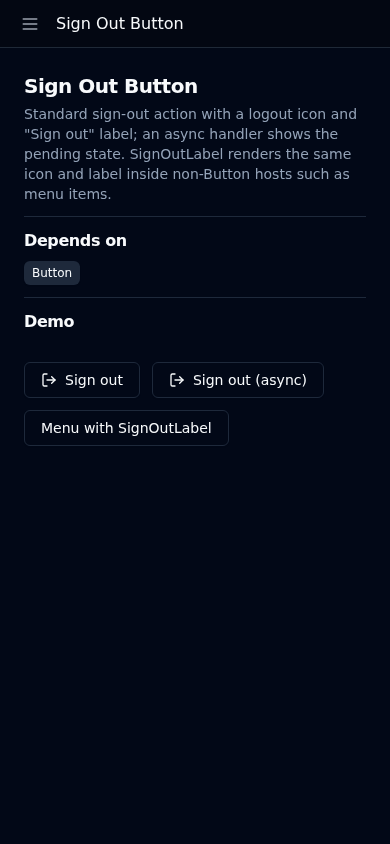 Sign Out Button
Sign Out Button
Standard sign-out action with a logout icon and
"Sign out" label; an async handler shows the
pending state. SignOutLabel renders the same
icon and label inside non-Button hosts such as
menu items.
Depends on
Button
Demo
Sign out
Sign out (async)
Menu with SignOutLabel